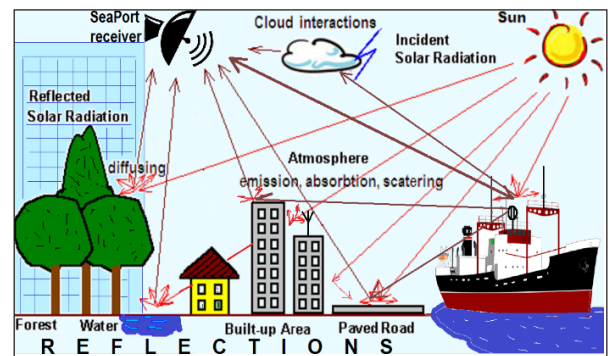 SeaPort
receiver
Cloud interactions
Sun
Incident
Solar Radiation
Reflected
Solar Radiation
diffusing
Atmosphere
emission, absorbtion, scatering
Forest
Water
Built-up Area
Paved Road
R E F L E C T I O N S